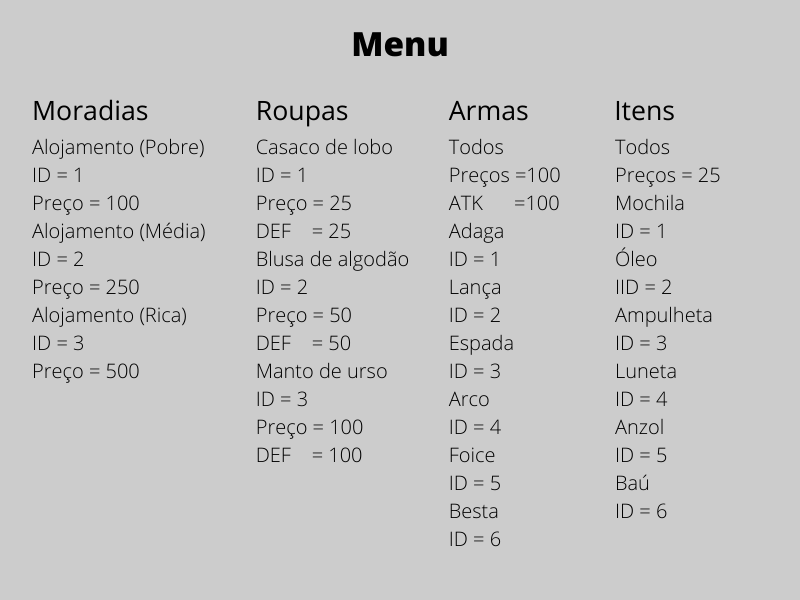 Menu
Moradias
Alojamento (Pobre)
ID = 1
Preço = 100
Alojamento (Média)
ID = 2
Preço = 250
Alojamento (Rica)
ID = 3
Preço = 500
Roupas
Casaco de lobo
ID = 1
Preço = 25
DEF = 25
Blusa de algodão
ID = 2
Preço = 50
DEF = 50
Manto de urso
ID = 3
Preço = 100
DEF = 100
Armas
Todos
Preços =100
ATK =100
Adaga
ID = 1
Lança
ID = 2
Espada
ID = 3
Arco
ID = 4
Foice
ID = 5
Besta
ID = 6
Itens
Todos
Preços = 25
Mochila
ID = 1
Óleo
IID = 2
Ampulheta
ID = 3
Luneta
ID = 4
Anzol
ID = 5
Baú
ID = 6